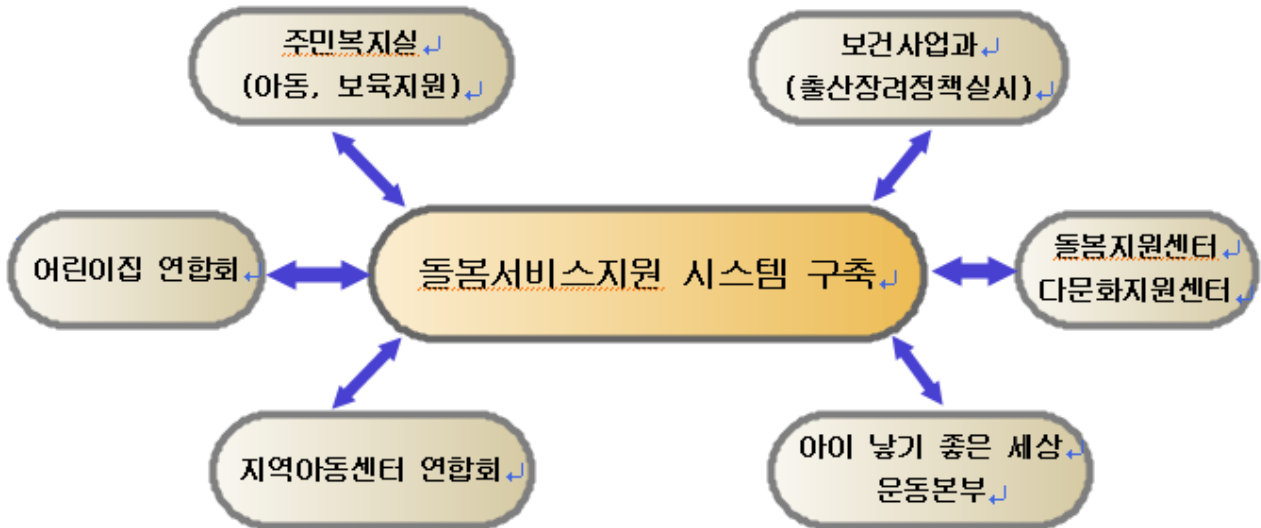 주민복지실
(아동, 보육지원)
보건사업과
(출산장려정책실시)
어린이집 연합회
돌봄서비스지원 시스템 구축
돌봄지원센터
다문화지원센터
지역아동센터 연합회
아이 낳기 좋은 세상
운동본부